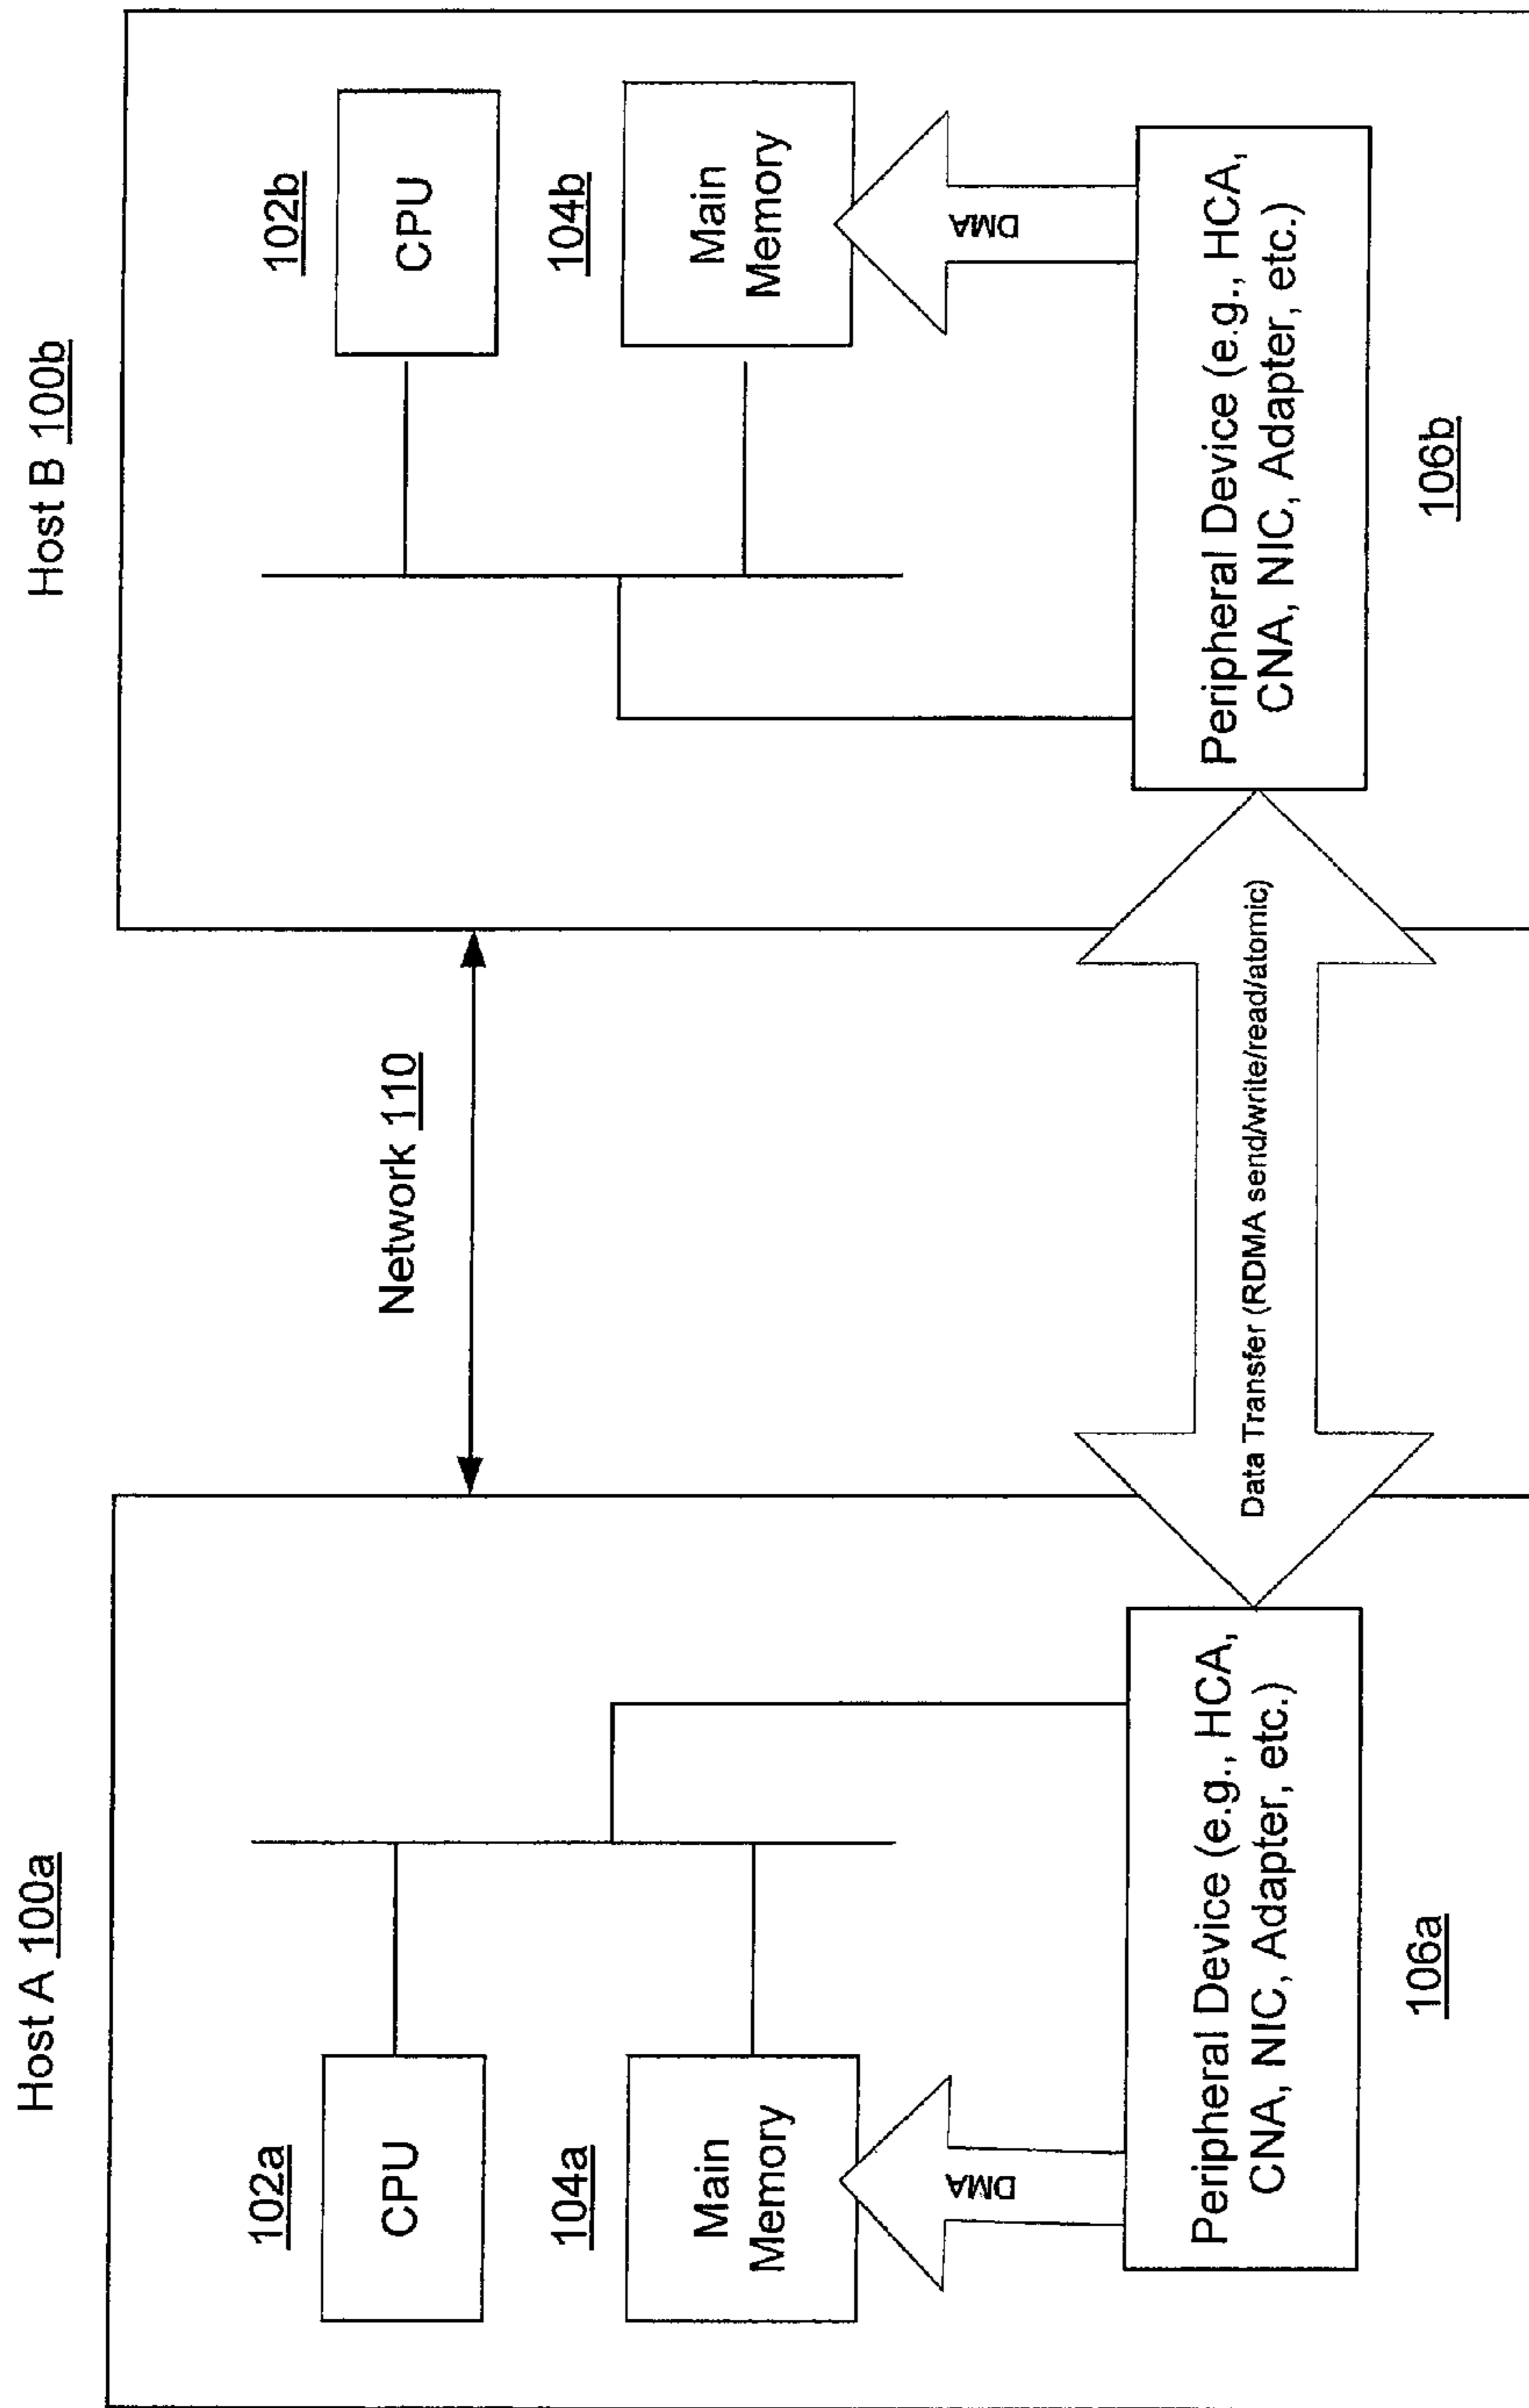 Host A 100a
102a
CPU
104a
Main
Memory
DMA
Peripheral Device (e.g., HCA,
CNA, NIC, Adapter, etc.)
106a
Network 110
Data Transfer (RDMA send/write/read/atomic)
Host B 100b
102b
CPU
104b
Main
Memory
DMA
Peripheral Device (e.g., HCA,
CNA, NIC, Adapter, etc.)
106b